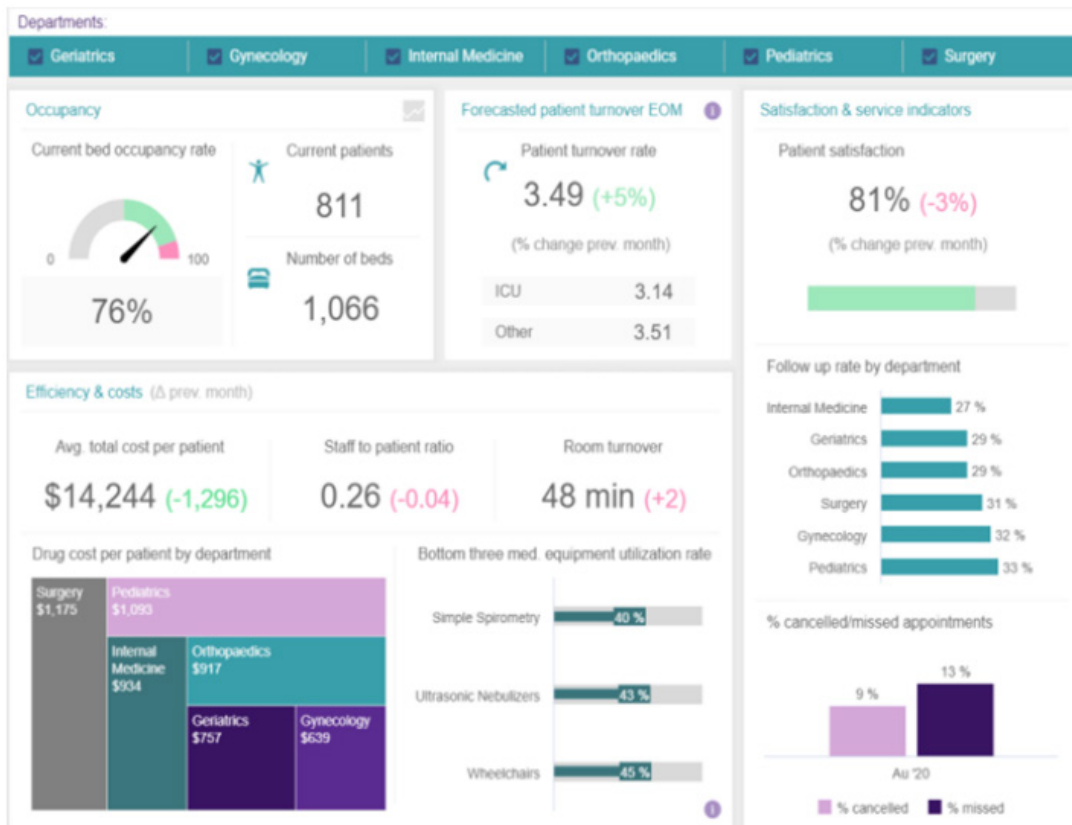 Departments:
Geriatrics
Gynecology
Internal Medicine
Orthopaedics
Pediatrics
Surgery
Occupancy
Current bed occupancy rate
0
100
76%
Current patients
811
Number of beds
1,066
Forecasted patient turnover EOM
i
Patient turnover rate
3.49 (+5%)
(% change prev. month)
ICU 3.14
Other 3.51
Satisfaction & service indicators
Patient satisfaction
81% (-3%)
(% change prev. month)
Follow up rate by department
Internal Medicine 27 %
Geriatrics 29 %
Orthopaedics 29 %
Surgery 31 %
Gynecology 32 %
Pediatrics 33 %
% cancelled/missed appointments
9 %
13 %
Au '20
% cancelled
% missed
Efficiency & costs (Δ prev. month)
Avg. total cost per patient
$14,244 (-1,296)
Staff to patient ratio
0.26 (-0.04)
Room turnover
48 min (+2)
Drug cost per patient by department
Surgery
$1,175
Pediatrics
$1,093
Internal
Medicine
$934
Orthopaedics
$917
Geriatrics
$757
Gynecology
$639
Bottom three med. equipment utilization rate
Simple Spirometry 40 %
Ultrasonic Nebulizers 43 %
Wheelchairs 45 %
i